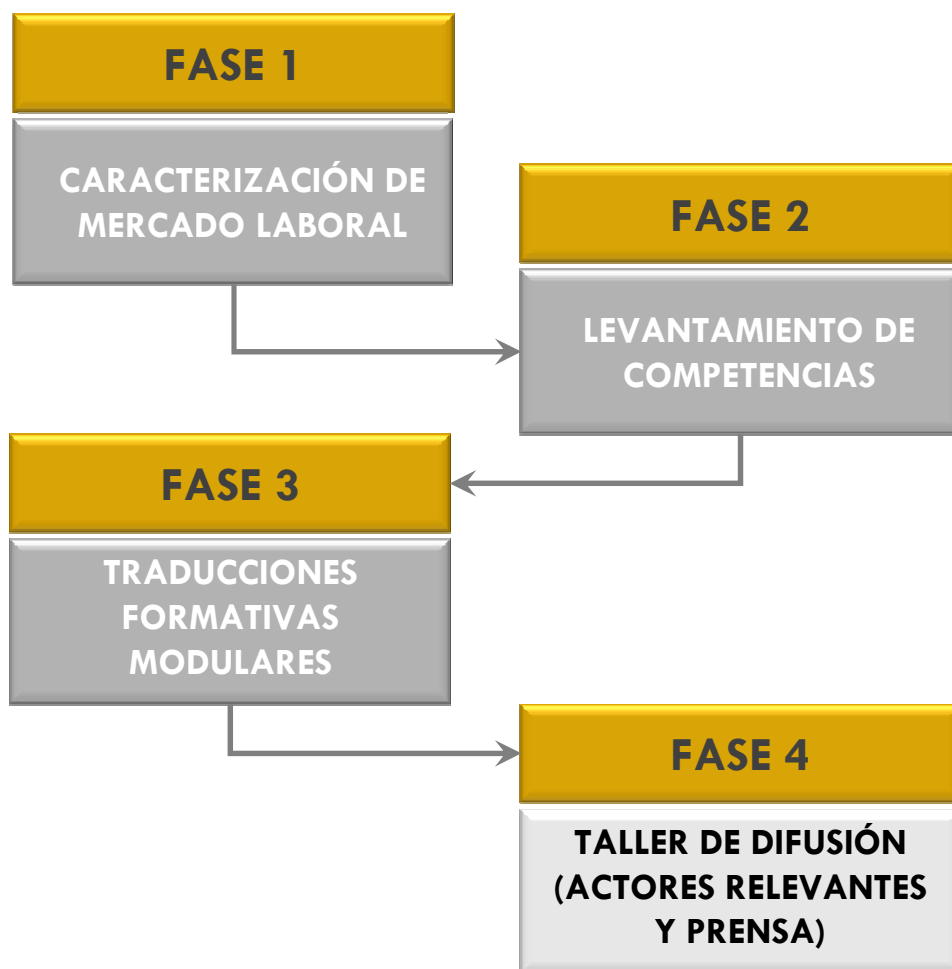 FASE 1
CARACTERIZACIÓN DE
MERCADO LABORAL
FASE 2
LEVANTAMIENTO DE
COMPETENCIAS
FASE 3
TRADUCCIONES
FORMATIVAS
MODULARES
FASE 4
TALLER DE DIFUSIÓN
(ACTORES RELEVANTES
Y PRENSA)